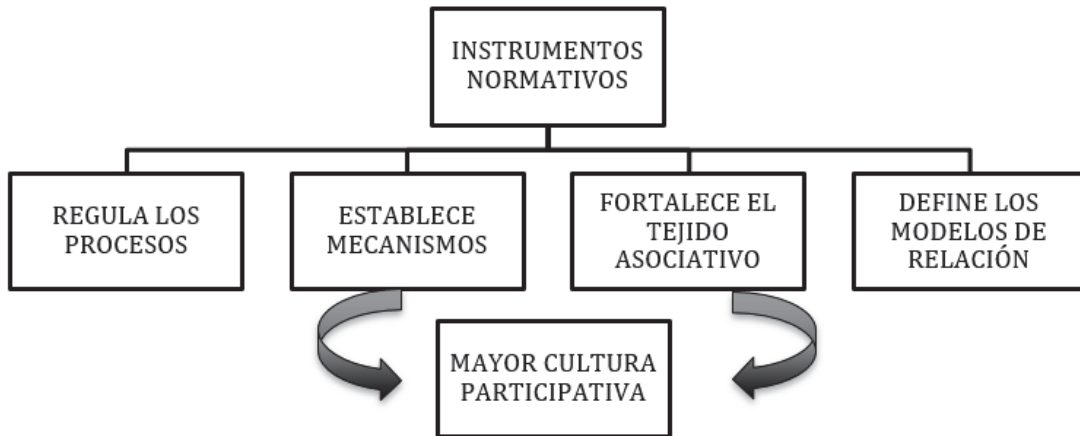 INSTRUMENTOS
NORMATIVOS
REGULA LOS
PROCESOS
ESTABLECE
MECANISMOS
FORTALECE EL
TEJIDO
ASOCIATIVO
DEFINE LOS
MODELOS DE
RELACIÓN
MAYOR CULTURA
PARTICIPATIVA